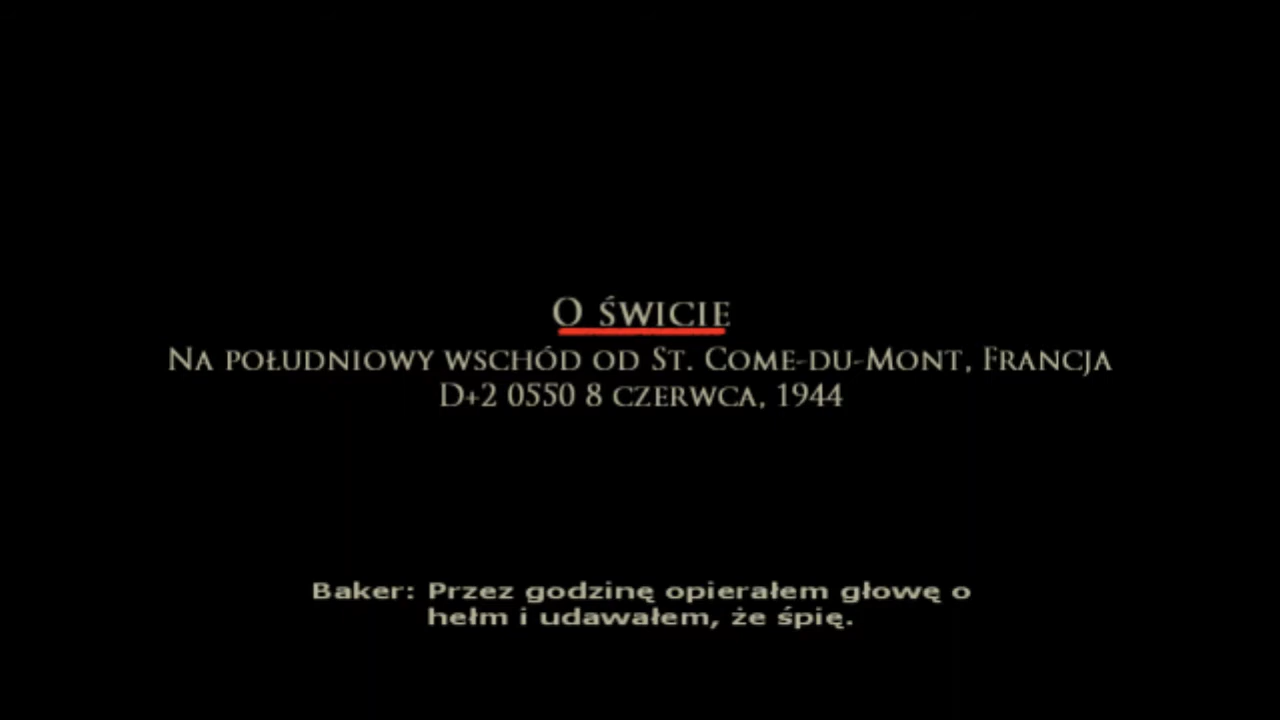 O świcie
Na południowy wschód od St. Come-du-Mont, Francja
D+2 0550 8 czerwca, 1944
Baker: Przez godzinę opierałem głowę o
hełm i udawałem, że śpię.